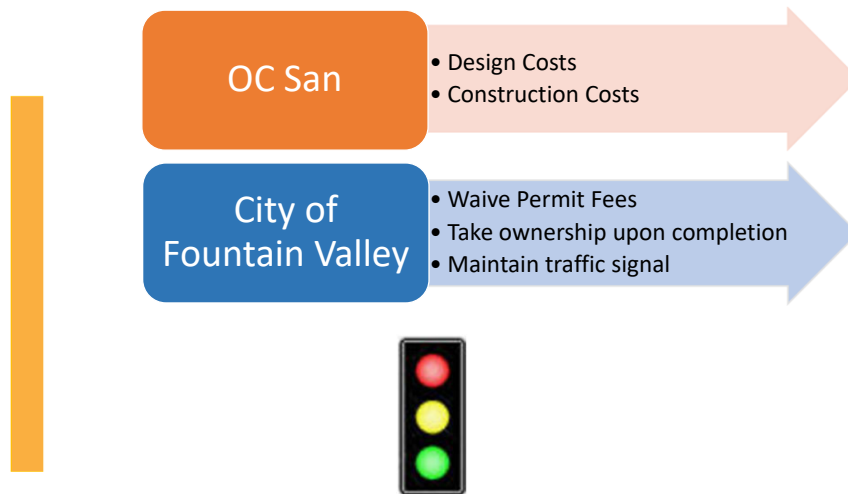 OC San
• Design Costs
• Construction Costs
City of
Fountain Valley
• Waive Permit Fees
• Take ownership upon completion
• Maintain traffic signal